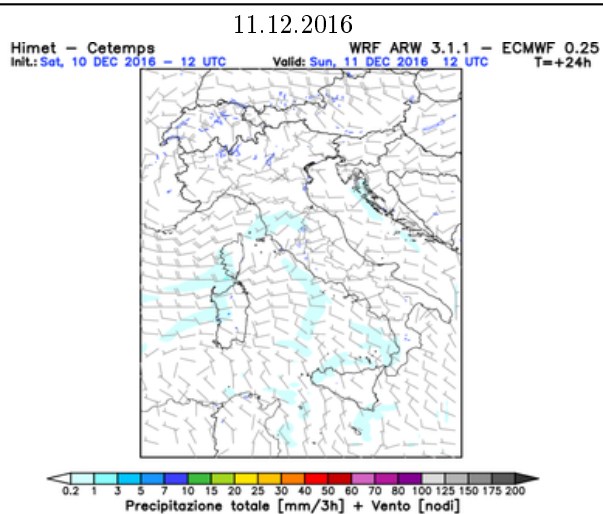 11.12.2016
Himet – Cetemps WRF ARW 3.1.1 – ECMWF 0.25
Init.: Sat, 10 DEC 2016 – 12 UTC Valid: Sun, 11 DEC 2016 12 UTC T=+24h
0.2 1 3 5 7 10 15 20 25 30 40 50 60 70 80 100 125 150 175 200
Precipitazione totale [mm/3h] + Vento [nodi]